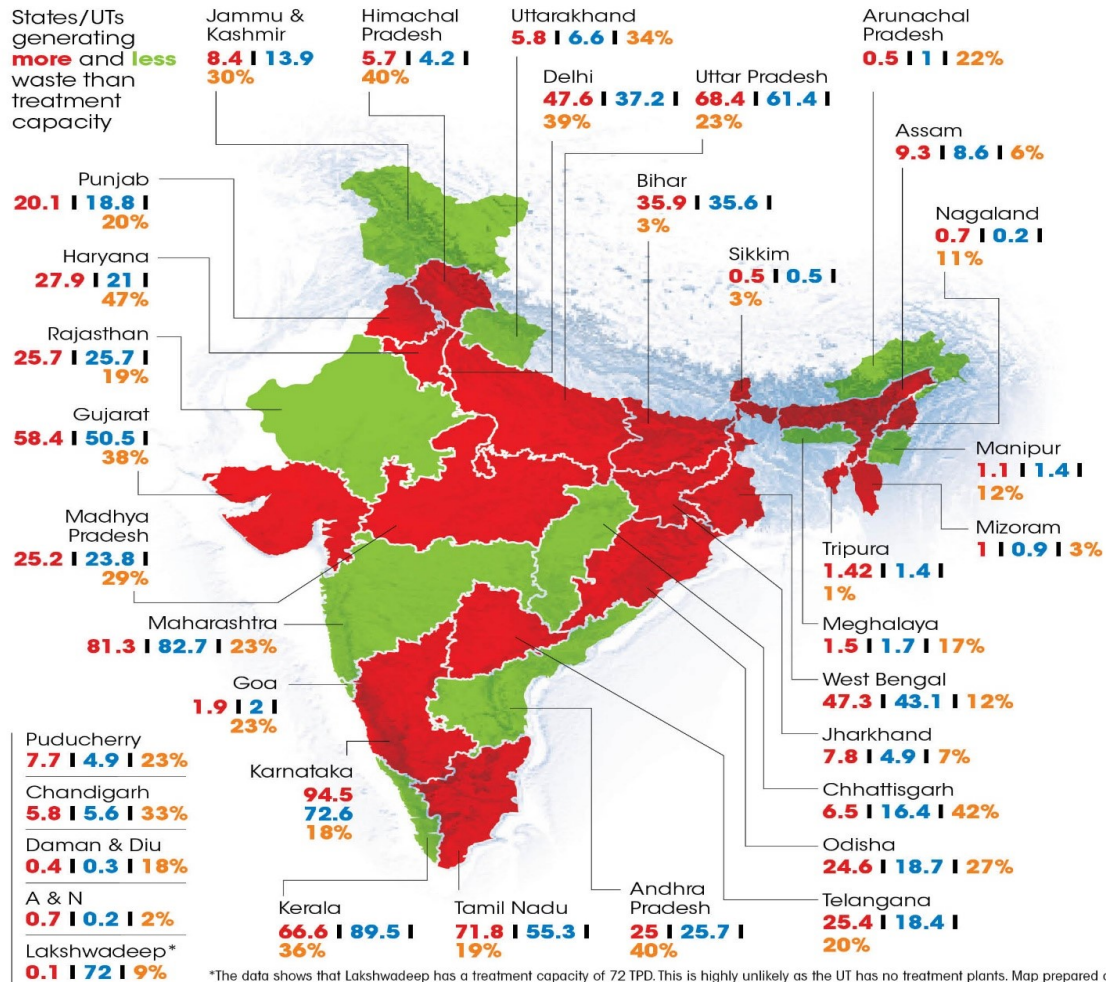 States/UTs
generating
more and less
waste than
treatment
capacity
Jammu &
Kashmir
8.4 | 13.9
30%
Himachal
Pradesh
5.7 | 4.2 |
40%
Uttarakhand
5.8 | 6.6 | 34%
Delhi
47.6 | 37.2 |
39%
Uttar Pradesh
68.4 | 61.4 |
23%
Arunachal
Pradesh
0.5 | 1 | 22%
Assam
9.3 | 8.6 | 6%
Punjab
20.1 | 18.8 |
20%
Bihar
35.9 | 35.6 |
3%
Nagaland
0.7 | 0.2 |
11%
Haryana
27.9 | 21 |
47%
Sikkim
0.5 | 0.5 |
3%
Rajasthan
25.7 | 25.7 |
19%
Gujarat
58.4 | 50.5 |
38%
Manipur
1.1 | 1.4 |
12%
Madhya
Pradesh
25.2 | 23.8 |
29%
Mizoram
1 | 0.9 | 3%
Tripura
1.42 | 1.4 |
1%
Maharashtra
81.3 | 82.7 | 23%
Meghalaya
1.5 | 1.7 | 17%
Goa
1.9 | 2 |
23%
West Bengal
47.3 | 43.1 | 12%
Jharkhand
7.8 | 4.9 | 7%
Karnataka
94.5
72.6
18%
Chhattisgarh
6.5 | 16.4 | 42%
Odisha
24.6 | 18.7 | 27%
Telangana
25.4 | 18.4 |
20%
Puducherry
7.7 | 4.9 | 23%
Chandigarh
5.8 | 5.6 | 33%
Daman & Diu
0.4 | 0.3 | 18%
A & N
0.7 | 0.2 | 2%
Lakshwadeep*
0.1 | 72 | 9%
Kerala
66.6 | 89.5 |
36%
Tamil Nadu
71.8 | 55.3 |
19%
Andhra
Pradesh
25 | 25.7 |
40%
*The data shows that Lakshwadeep has a treatment capacity of 72 TPD. This is highly unlikely as the UT has no treatment plants. Map prepared